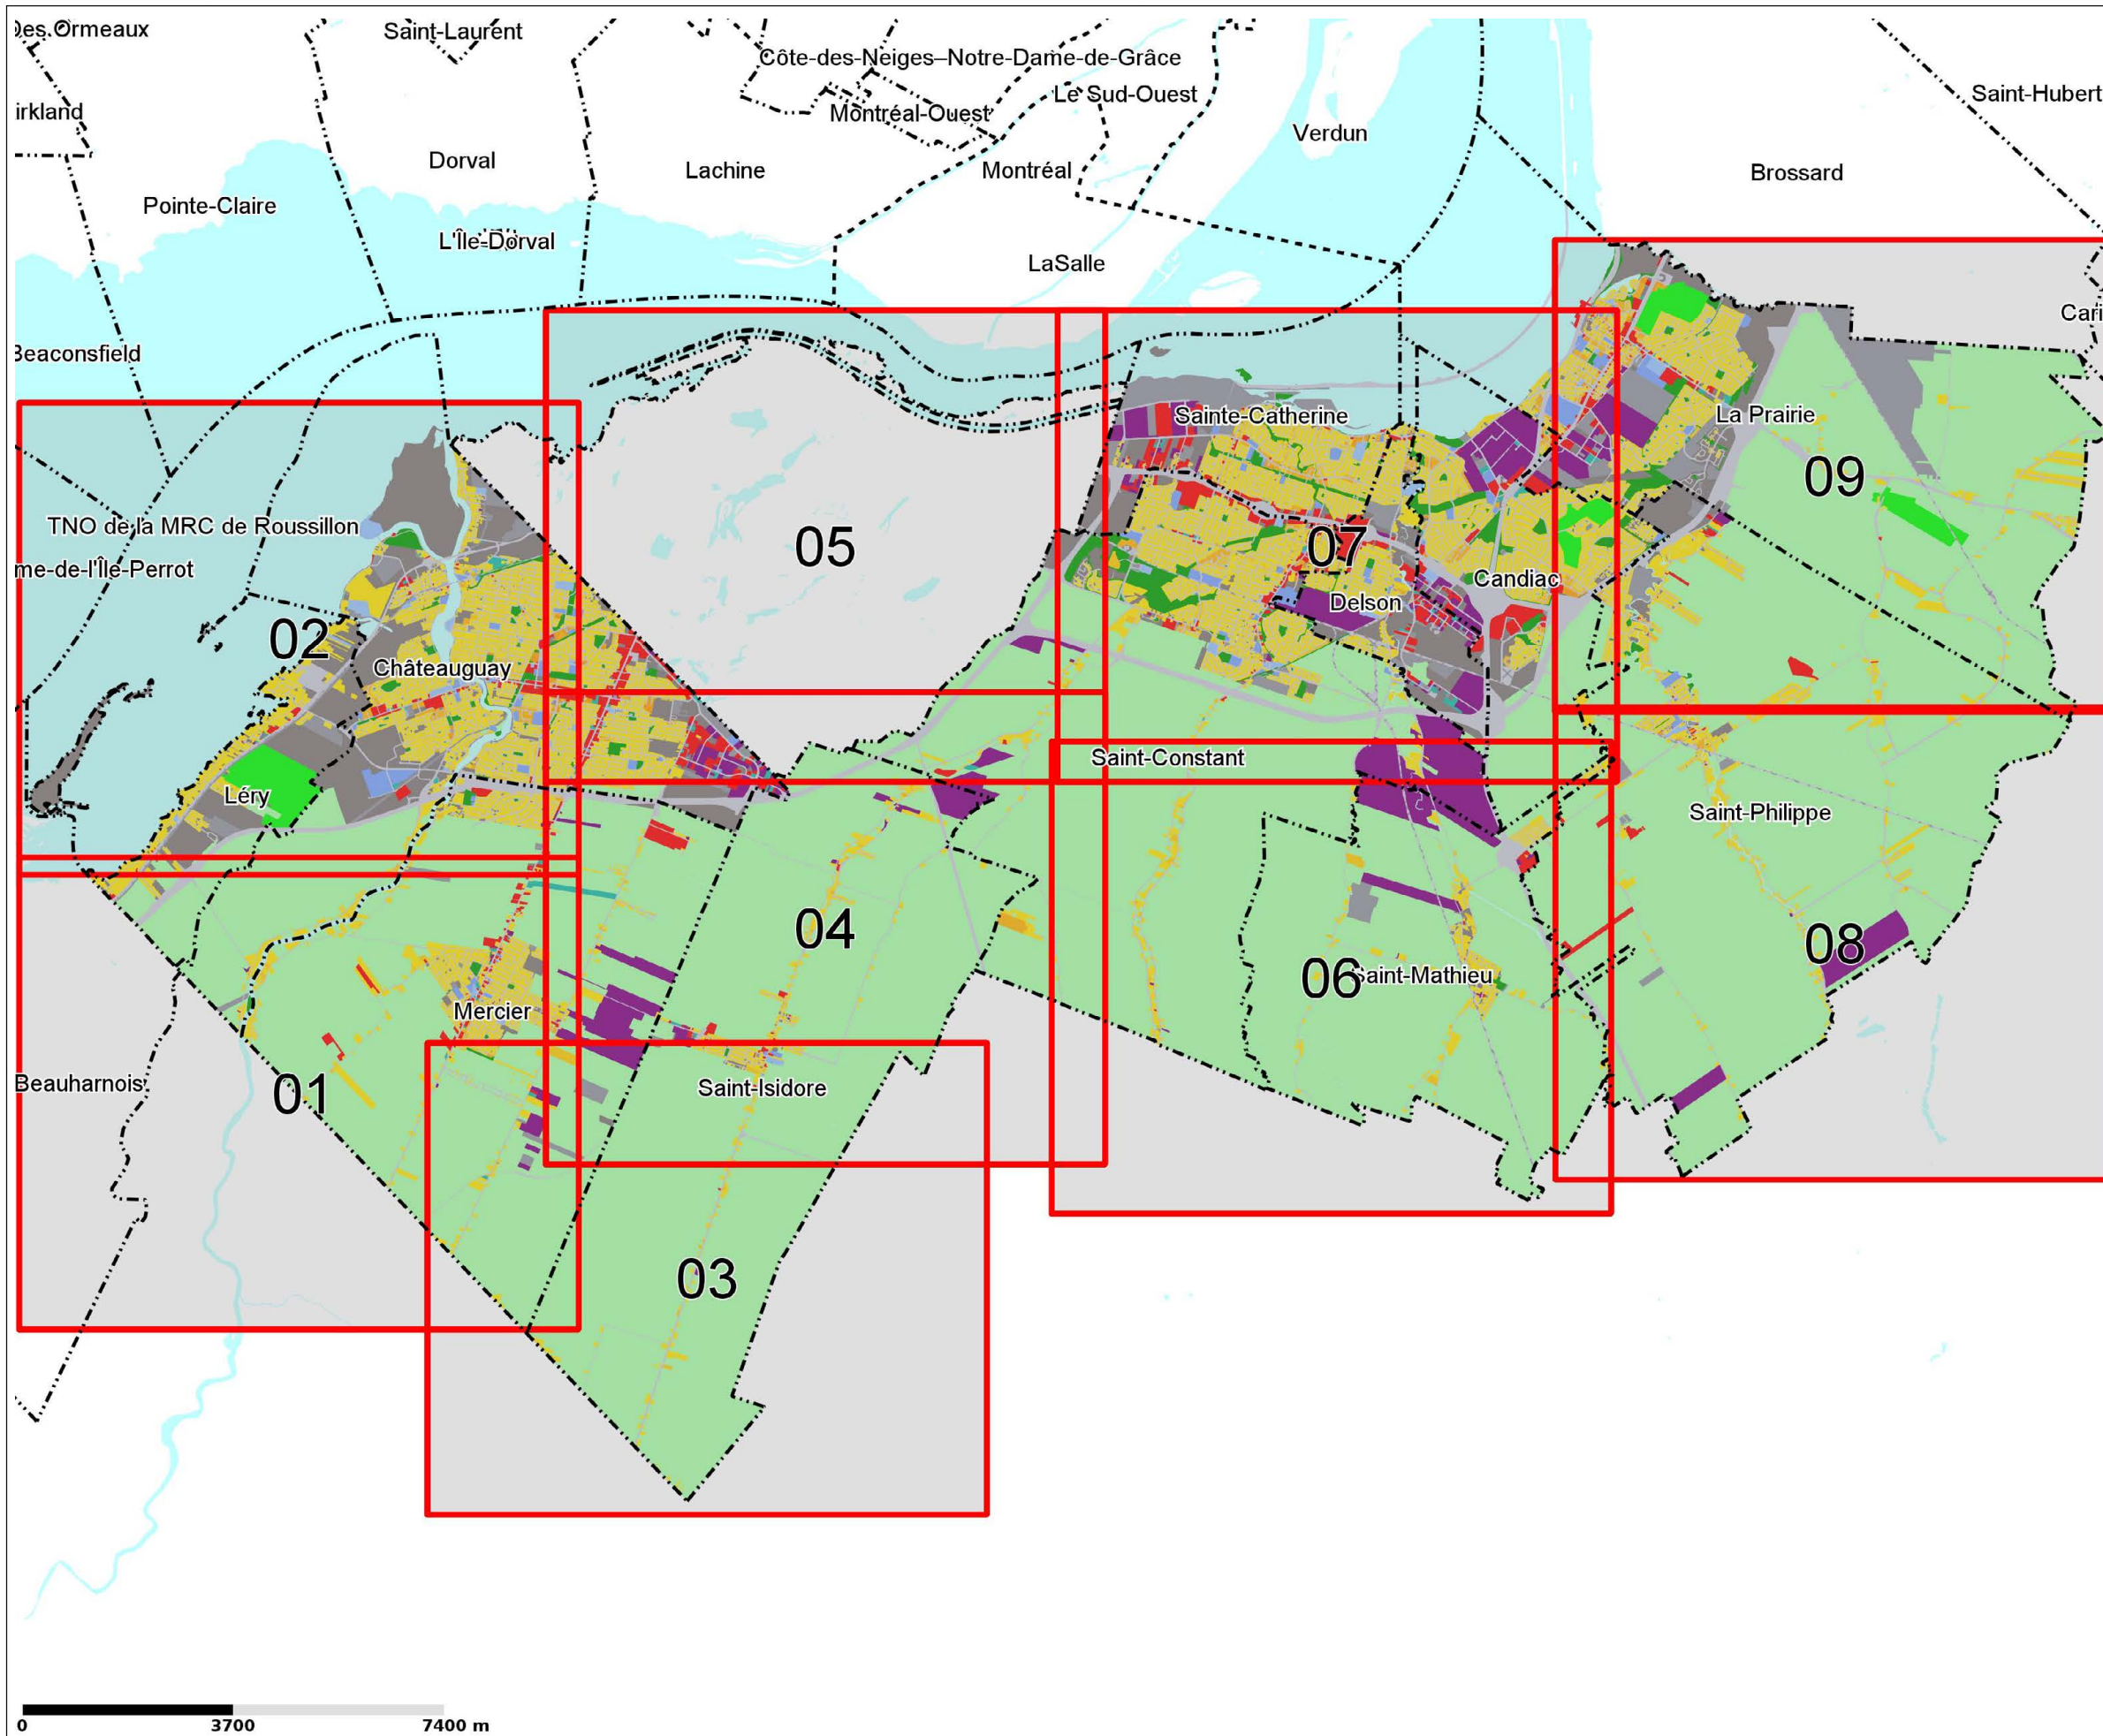 Des Ormeaux
Saint-Laurent
Côte-des-Neiges–Notre-Dame-de-Grâce
Le Sud-Ouest
Saint-Hubert
irkland
Montréal-Ouest
Verdun
Dorval
Lachine
Montréal
Brossard
Pointe-Claire
L'Île-Dorval
LaSalle
Cari
Beaconsfield
Sainte-Catherine
La Prairie
09
TNO de la MRC de Roussillon
05
07
me-de-l'Île-Perrot
Candiac
Delson
02
Châteauguay
Saint-Constant
Léry
Saint-Philippe
04
08
06
Saint-Mathieu
Mercier
Beauharnois
01
Saint-Isidore
03
0 3700 7400 m